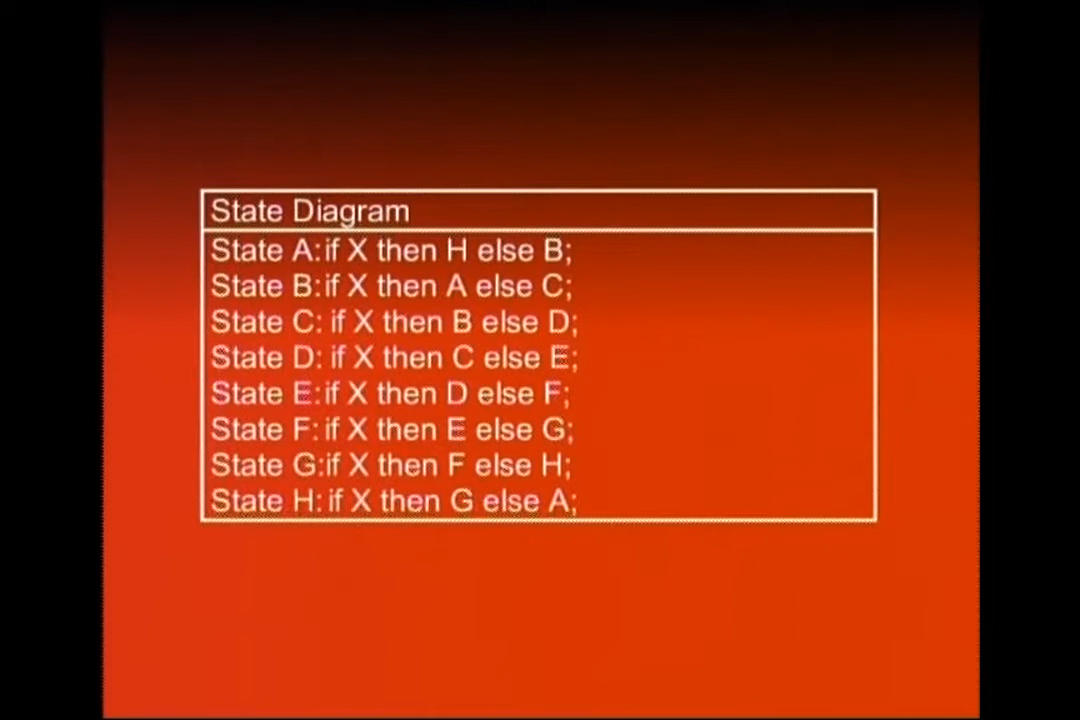 State Diagram
State A: if X then H else B;
State B: if X then A else C;
State C: if X then B else D;
State D: if X then C else E;
State E: if X then D else F;
State F: if X then E else G;
State G: if X then F else H;
State H: if X then G else A;